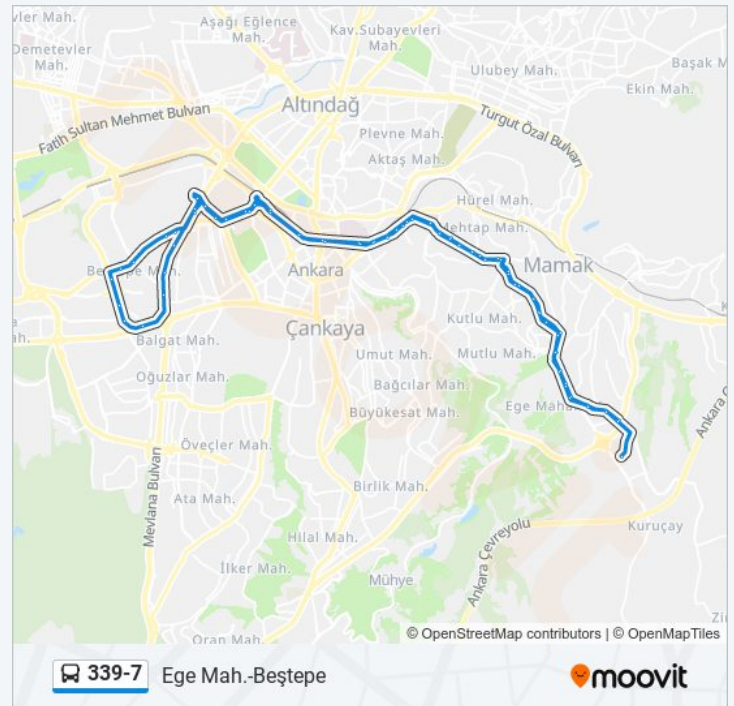 vler Mah.
Aşağı Eğlence
Mah.
Kav.Subayevleri
Mah.
Demetevler
Mah.
Ulubey Mah.
Başak M
Ekin Mah.
Altındağ
Fatih Sultan Mehmet Bulvarı
Turgut Özal Bulvarı
Plevne Mah.
Aktaş Mah.
Hürel Mah.
Mehtap Mah.
Mamak
Ankara
Çankaya
Kutlu Mah.
Balgat Mah.
Umut Mah.
Mutlu Mah.
Oğuzlar Mah.
Bağcılar Mah.
Büyükesat Mah.
Ege Maha
Öveçler Mah.
Mevlana Bulvarı
Ata Mah.
Birlik Mah.
Hilal Mah.
Ankara Çevreyolu
Kuruçay
İlker Mah.
Mühye
Oran Mah.
© OpenStreetMap contributors | © OpenMapTiles
339-7 Ege Mah.-Beştepe
moovit